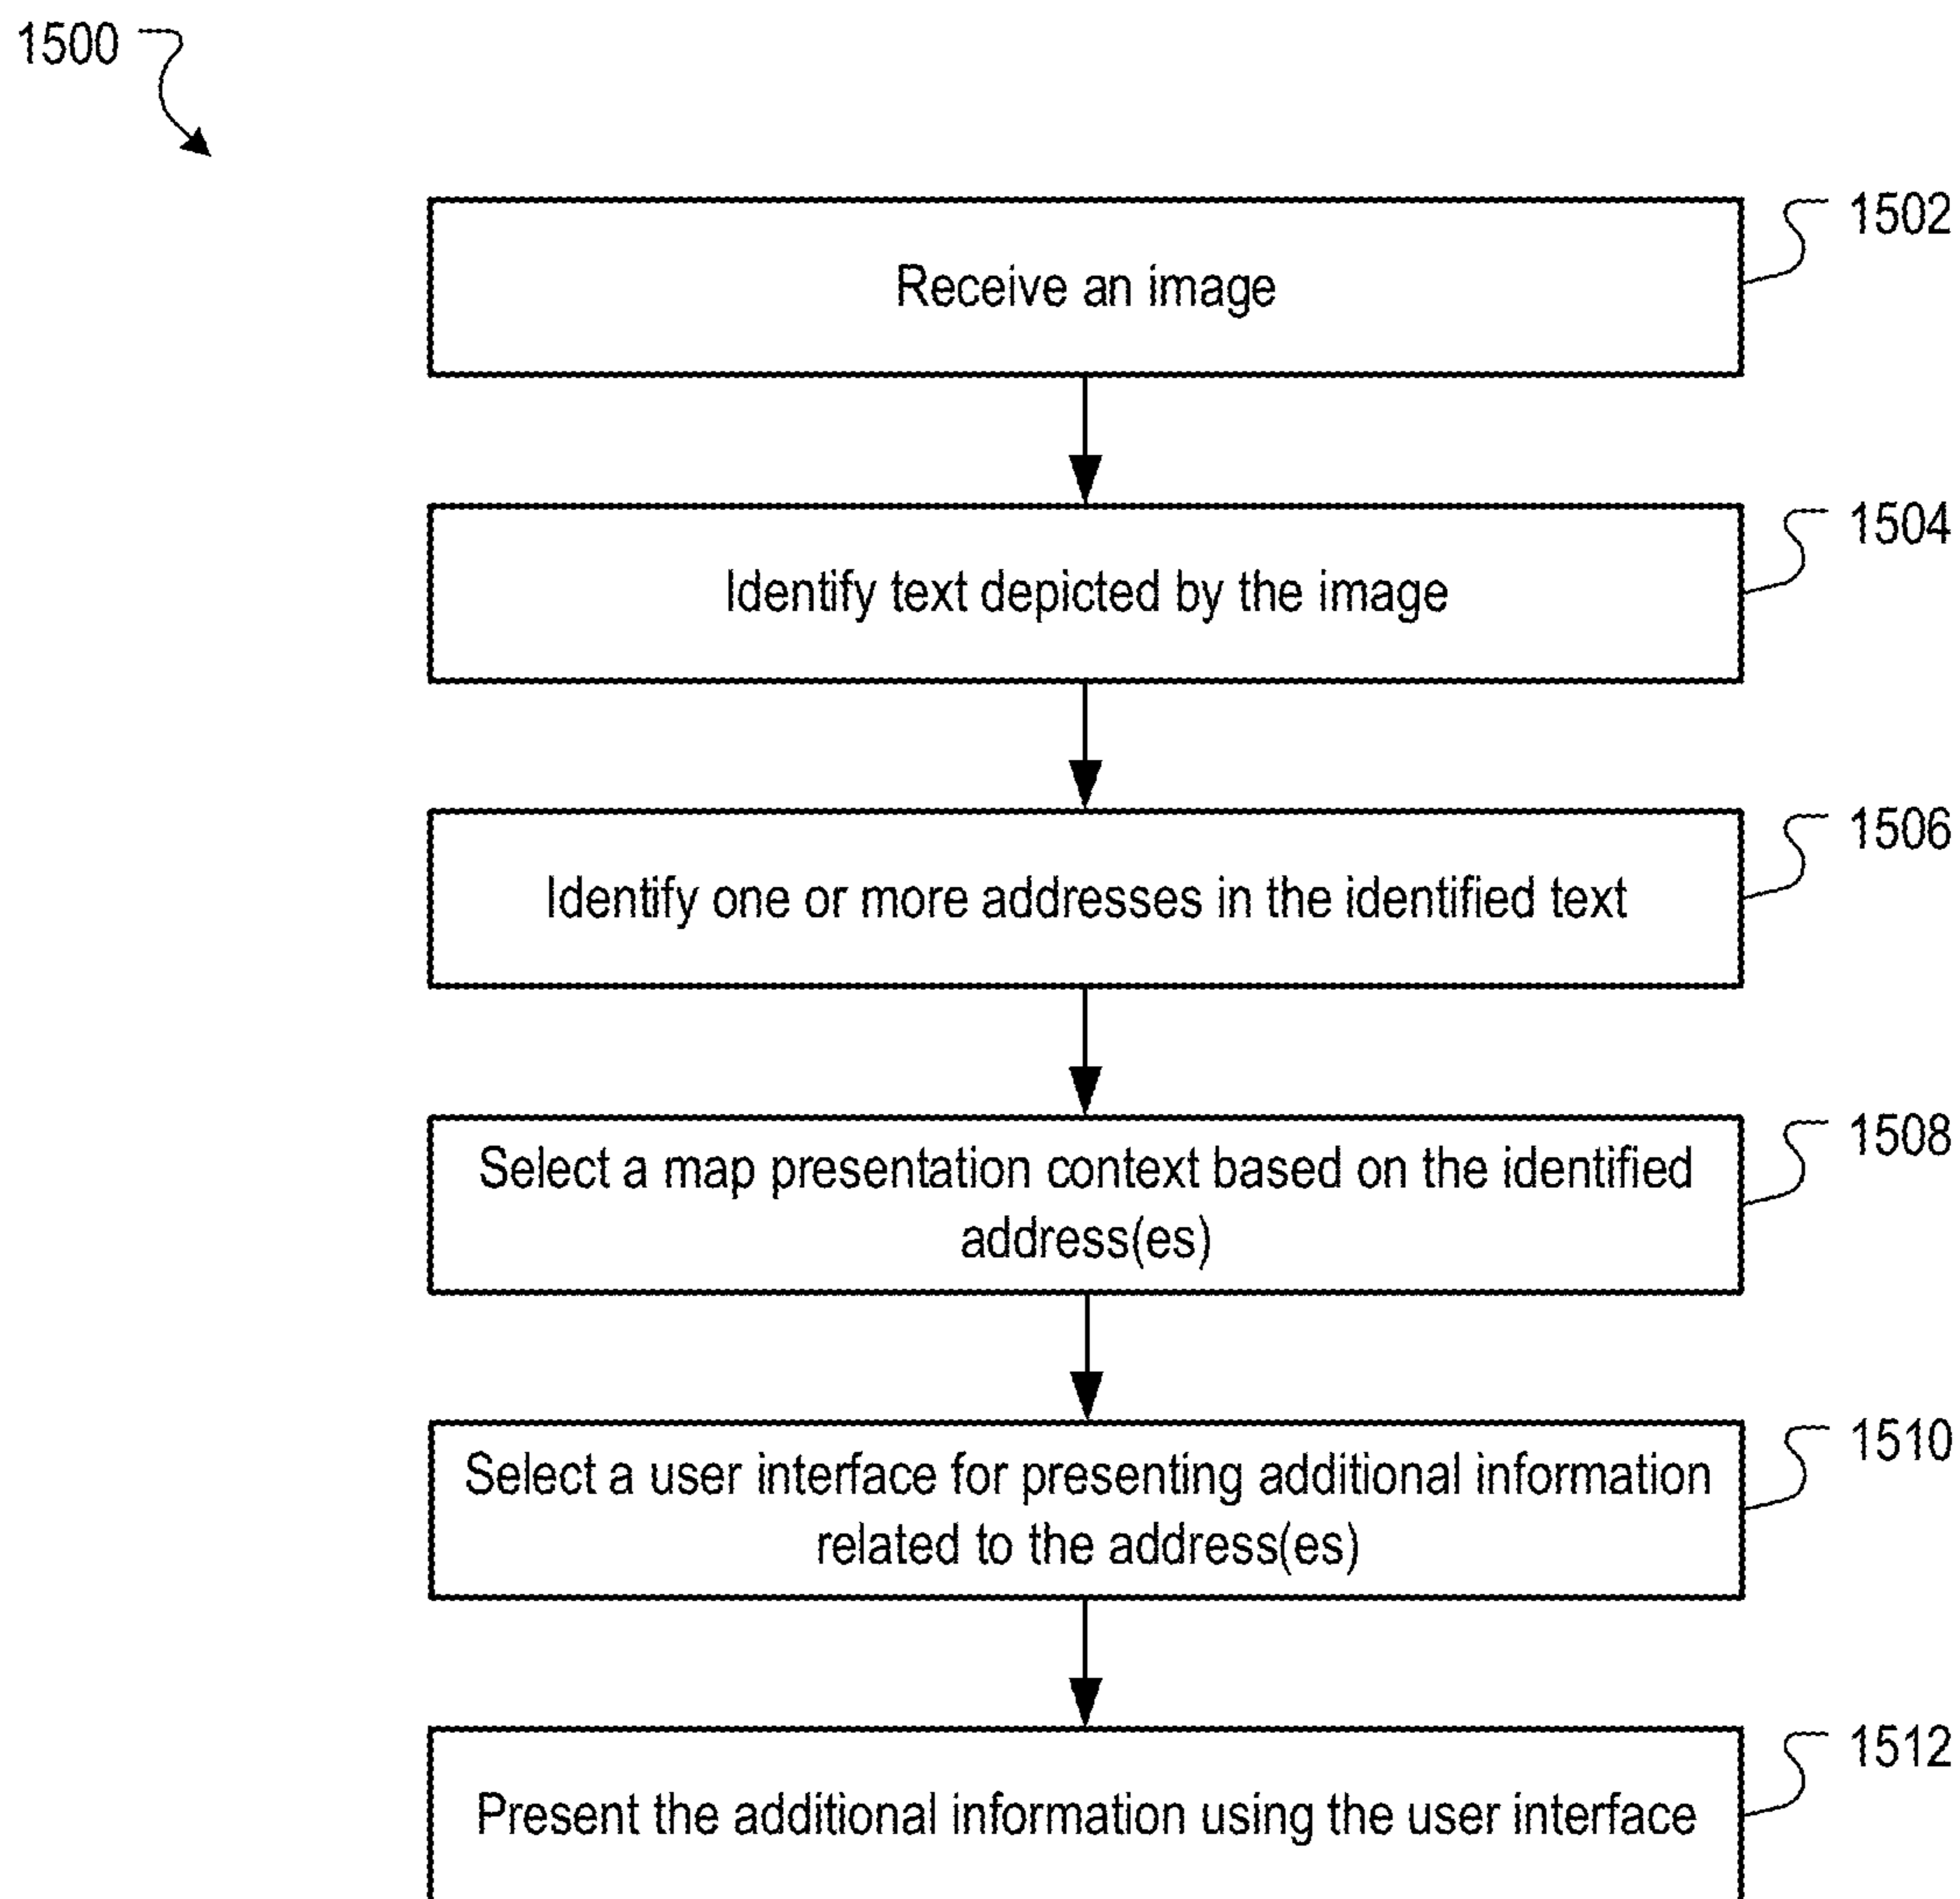 1500
1502
Receive an image
1504
Identify text depicted by the image
1506
Identify one or more addresses in the identified text
1508
Select a map presentation context based on the identified
address(es)
1510
Select a user interface for presenting additional information
related to the address(es)
1512
Present the additional information using the user interface